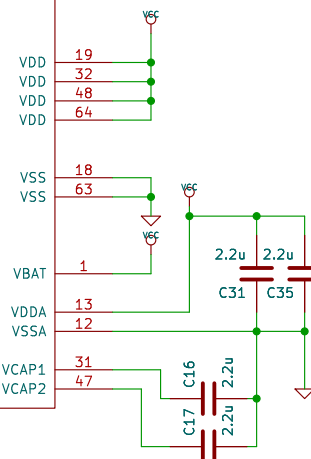 VCC
VDD 19
VDD 32
VDD 48
VDD 64
VSS 18
VSS 63
VCC
VCC
VBAT 1
2.2u 2.2u
C31 C35
VDDA 13
VSSA 12
VCAP1 31
VCAP2 47
C16 2.2u
C17 2.2u